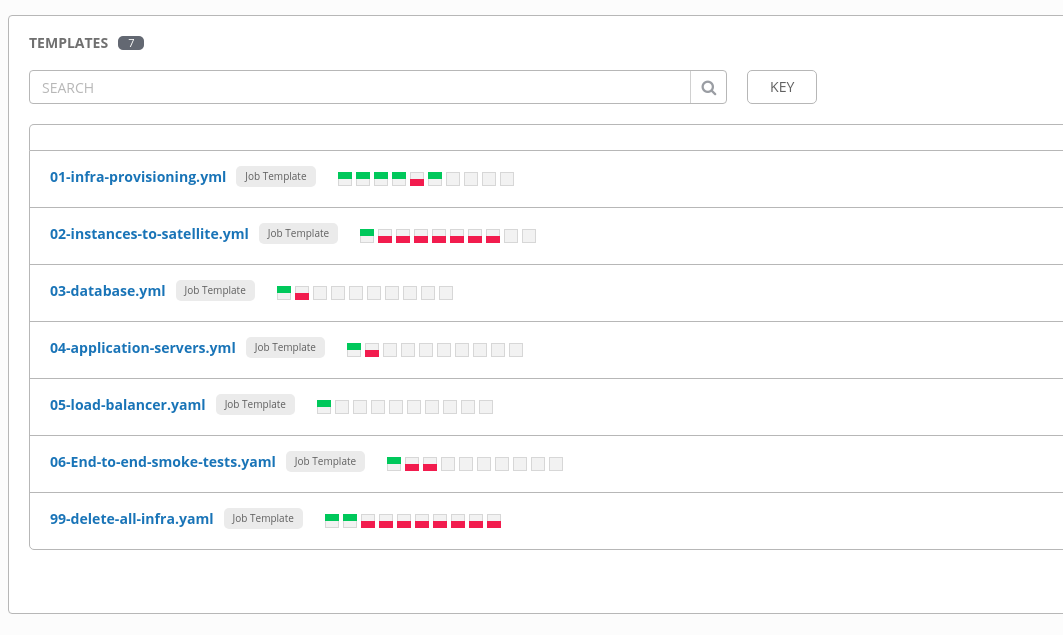 TEMPLATES 7
SEARCH KEY
01-infra-provisioning.yml Job Template
02-instances-to-satellite.yml Job Template
03-database.yml Job Template
04-application-servers.yml Job Template
05-load-balancer.yaml Job Template
06-End-to-end-smoke-tests.yaml Job Template
99-delete-all-infra.yaml Job Template